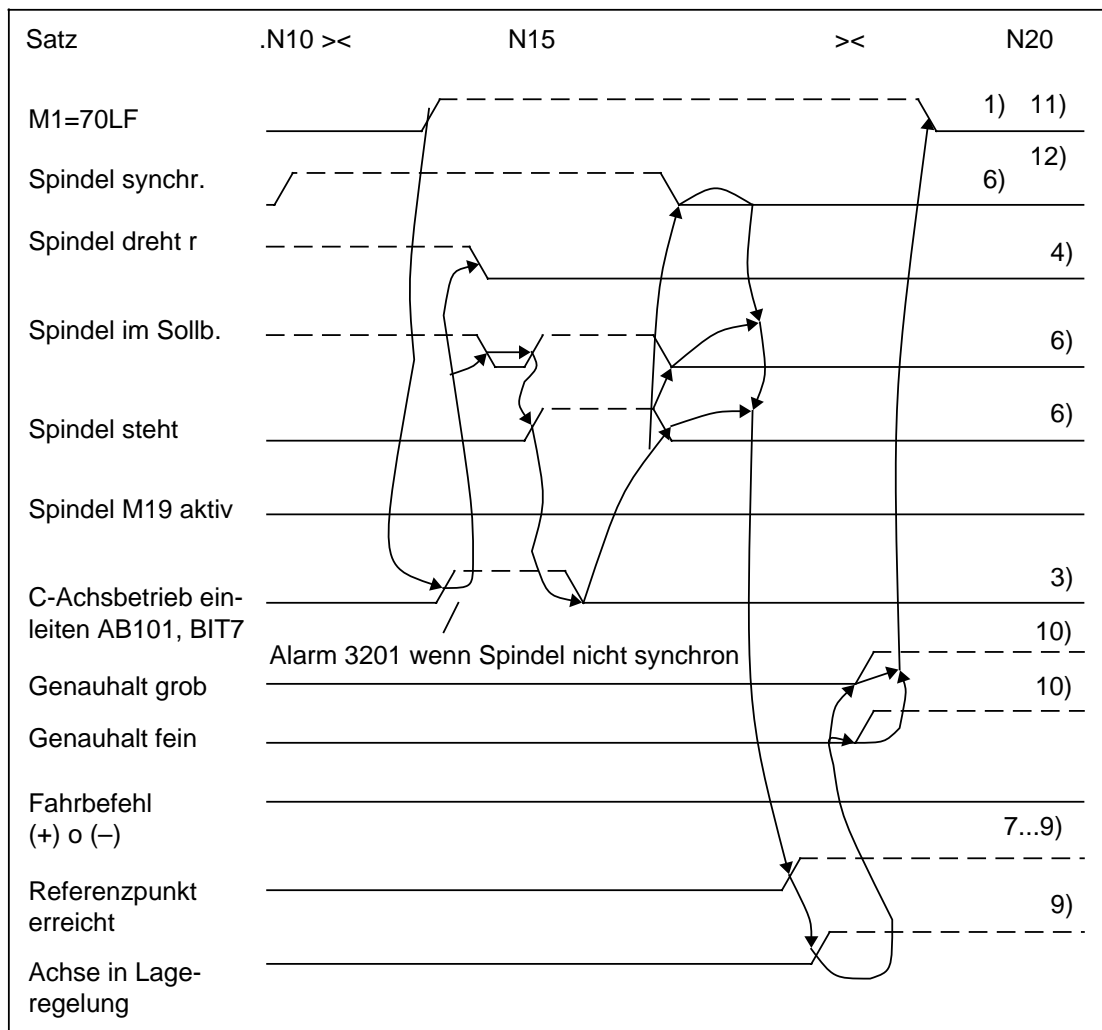 Satz .N10 >< N15 >< N20
M1=70LF 1) 11)
12)
Spindel synchr. 6)
Spindel dreht r 4)
Spindel im Sollb. 6)
Spindel steht 6)
Spindel M19 aktiv
C-Achsbetrieb ein- 3)
leiten AB101, BIT7 10)
Alarm 3201 wenn Spindel nicht synchron
Genauhalt grob 10)
Genauhalt fein
Fahrbefehl
(+) o (–) 7...9)
Referenzpunkt
erreicht 9)
Achse in Lage-
regelung